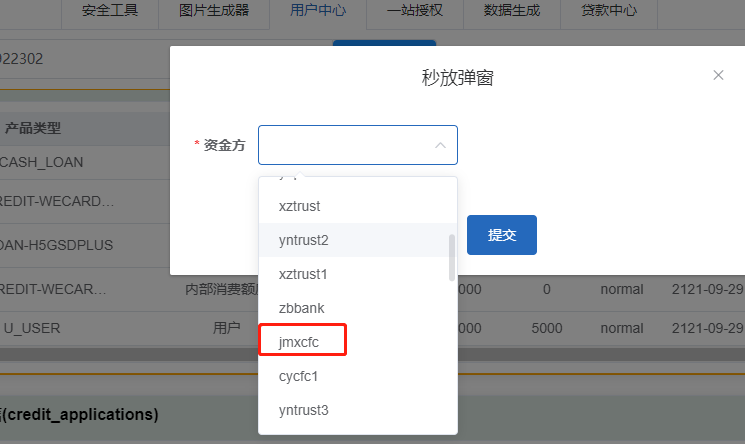 安全工具 图片生成器 用户中心 一站授权 数据生成 贷款中心
922302
秒放弹窗
产品类型
* 资金方
CASH_LOAN
xztrust
REDIT-WECARD...
yntrust2
提交
OAN-H5GSDPLUS
xztrust1
REDIT-WECAR... 内部消费额 000 0 normal 2121-09-29
zbbank
U_USER 用户 000 5000 normal 2121-09-29
jmxcfc
cycfc1
(credit_applications)
yntrust3